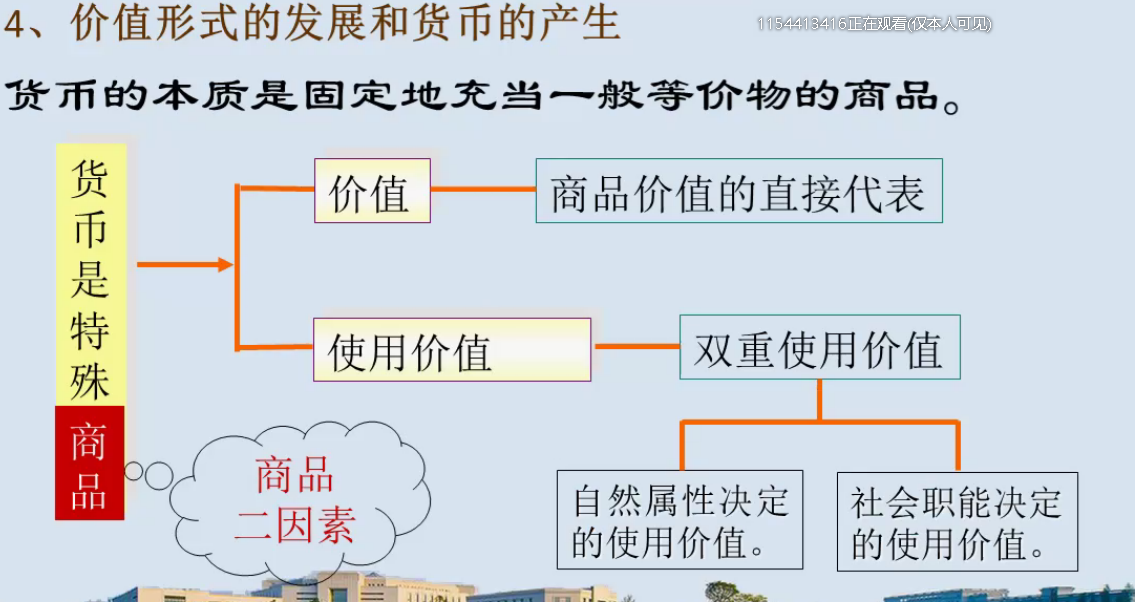 4、价值形式的发展和货币的产生
1154413416正在观看(仅本人可见)
货币的本质是固定地充当一般等价物的商品。
货币是特殊商品
价值
商品价值的直接代表
使用价值
双重使用价值
商品
二因素
自然属性决定
的使用价值。
社会职能决定
的使用价值。